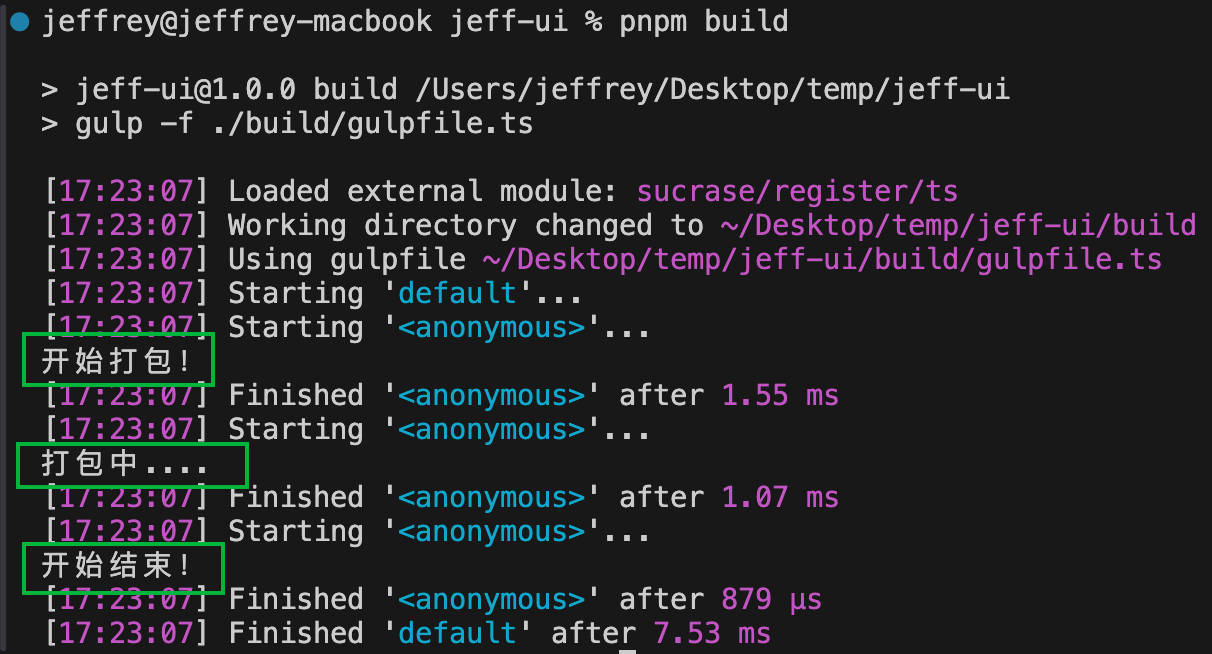 jeffrey@jeffrey-macbook jeff-ui % pnpm build
> jeff-ui@1.0.0 build /Users/jeffrey/Desktop/temp/jeff-ui
> gulp -f ./build/gulpfile.ts
[17:23:07] Loaded external module: sucrase/register/ts
[17:23:07] Working directory changed to ~/Desktop/temp/jeff-ui/build
[17:23:07] Using gulpfile ~/Desktop/temp/jeff-ui/build/gulpfile.ts
[17:23:07] Starting 'default'...
[17:23:07] Starting '<anonymous>'...
开始打包!
[17:23:07] Finished '<anonymous>' after 1.55 ms
[17:23:07] Starting '<anonymous>'...
打包中....
[17:23:07] Finished '<anonymous>' after 1.07 ms
[17:23:07] Starting '<anonymous>'...
开始结束!
[17:23:07] Finished '<anonymous>' after 879 μs
[17:23:07] Finished 'default' after 7.53 ms